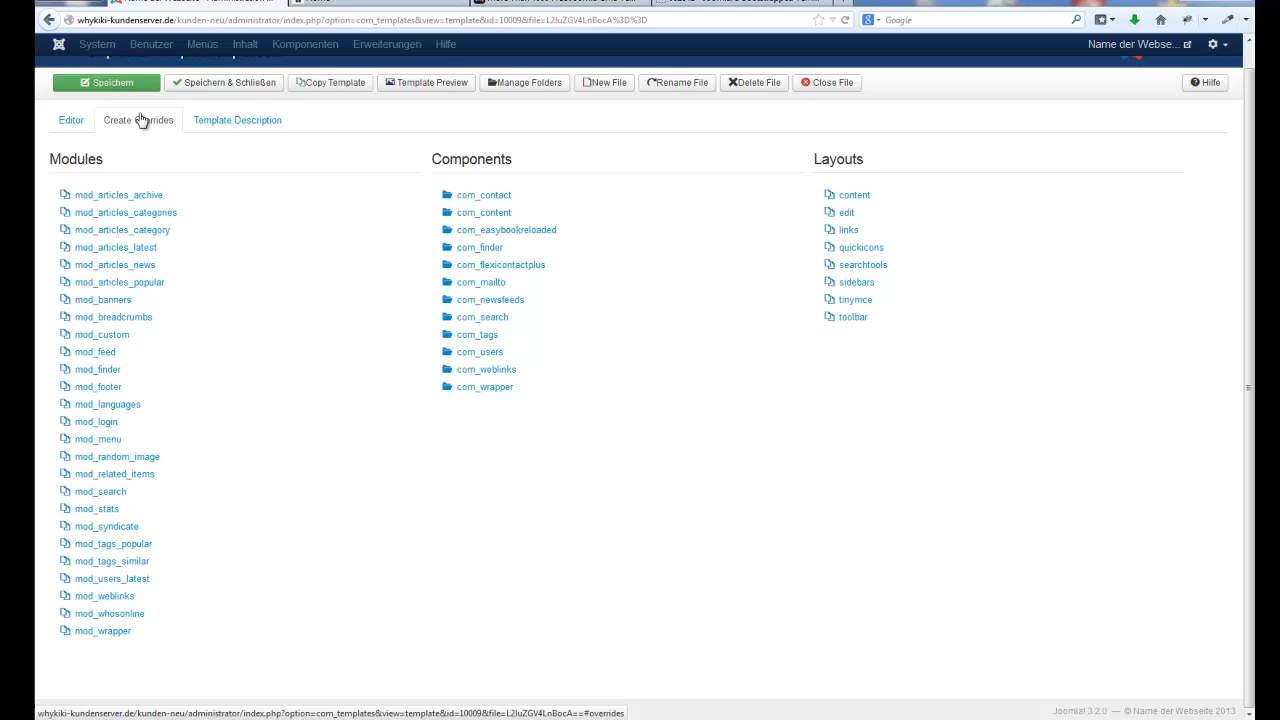 whykiki-kundenserver.de/kunden-neu/administrator/index.php?option=com_templates&view=template&id=10009&file=L2luZGV4LnBocA%3D%3D
Google
System Benutzer Menüs Inhalt Komponenten Erweiterungen Hilfe
Name der Webse...
Speichern Speichern & Schließen Copy Template Template Preview Manage Folders New File Rename File Delete File Close File Hilfe
Editor Template Description
Modules
mod_articles_archive
mod_articles_categories
mod_articles_category
mod_articles_latest
mod_articles_news
mod_articles_popular
mod_banners
mod_breadcrumbs
mod_custom
mod_feed
mod_finder
mod_footer
mod_languages
mod_login
mod_menu
mod_random_image
mod_related_items
mod_search
mod_stats
mod_syndicate
mod_tags_popular
mod_tags_similar
mod_users_latest
mod_weblinks
mod_whosonline
mod_wrapper
Components
com_contact
com_content
com_easybookreloaded
com_finder
com_flexicontactplus
com_mailto
com_newsfeeds
com_search
com_tags
com_users
com_weblinks
com_wrapper
Layouts
content
edit
links
quickicons
searchtools
sidebars
tinymce
toolbar
whykiki-kundenserver.de/kunden-neu/administrator/index.php?option=com_templates&view=template&id=10009&file=L2luZGV4LnBocA==#overrides
Joomla! 3.2.0 — © Name der Webseite 2013